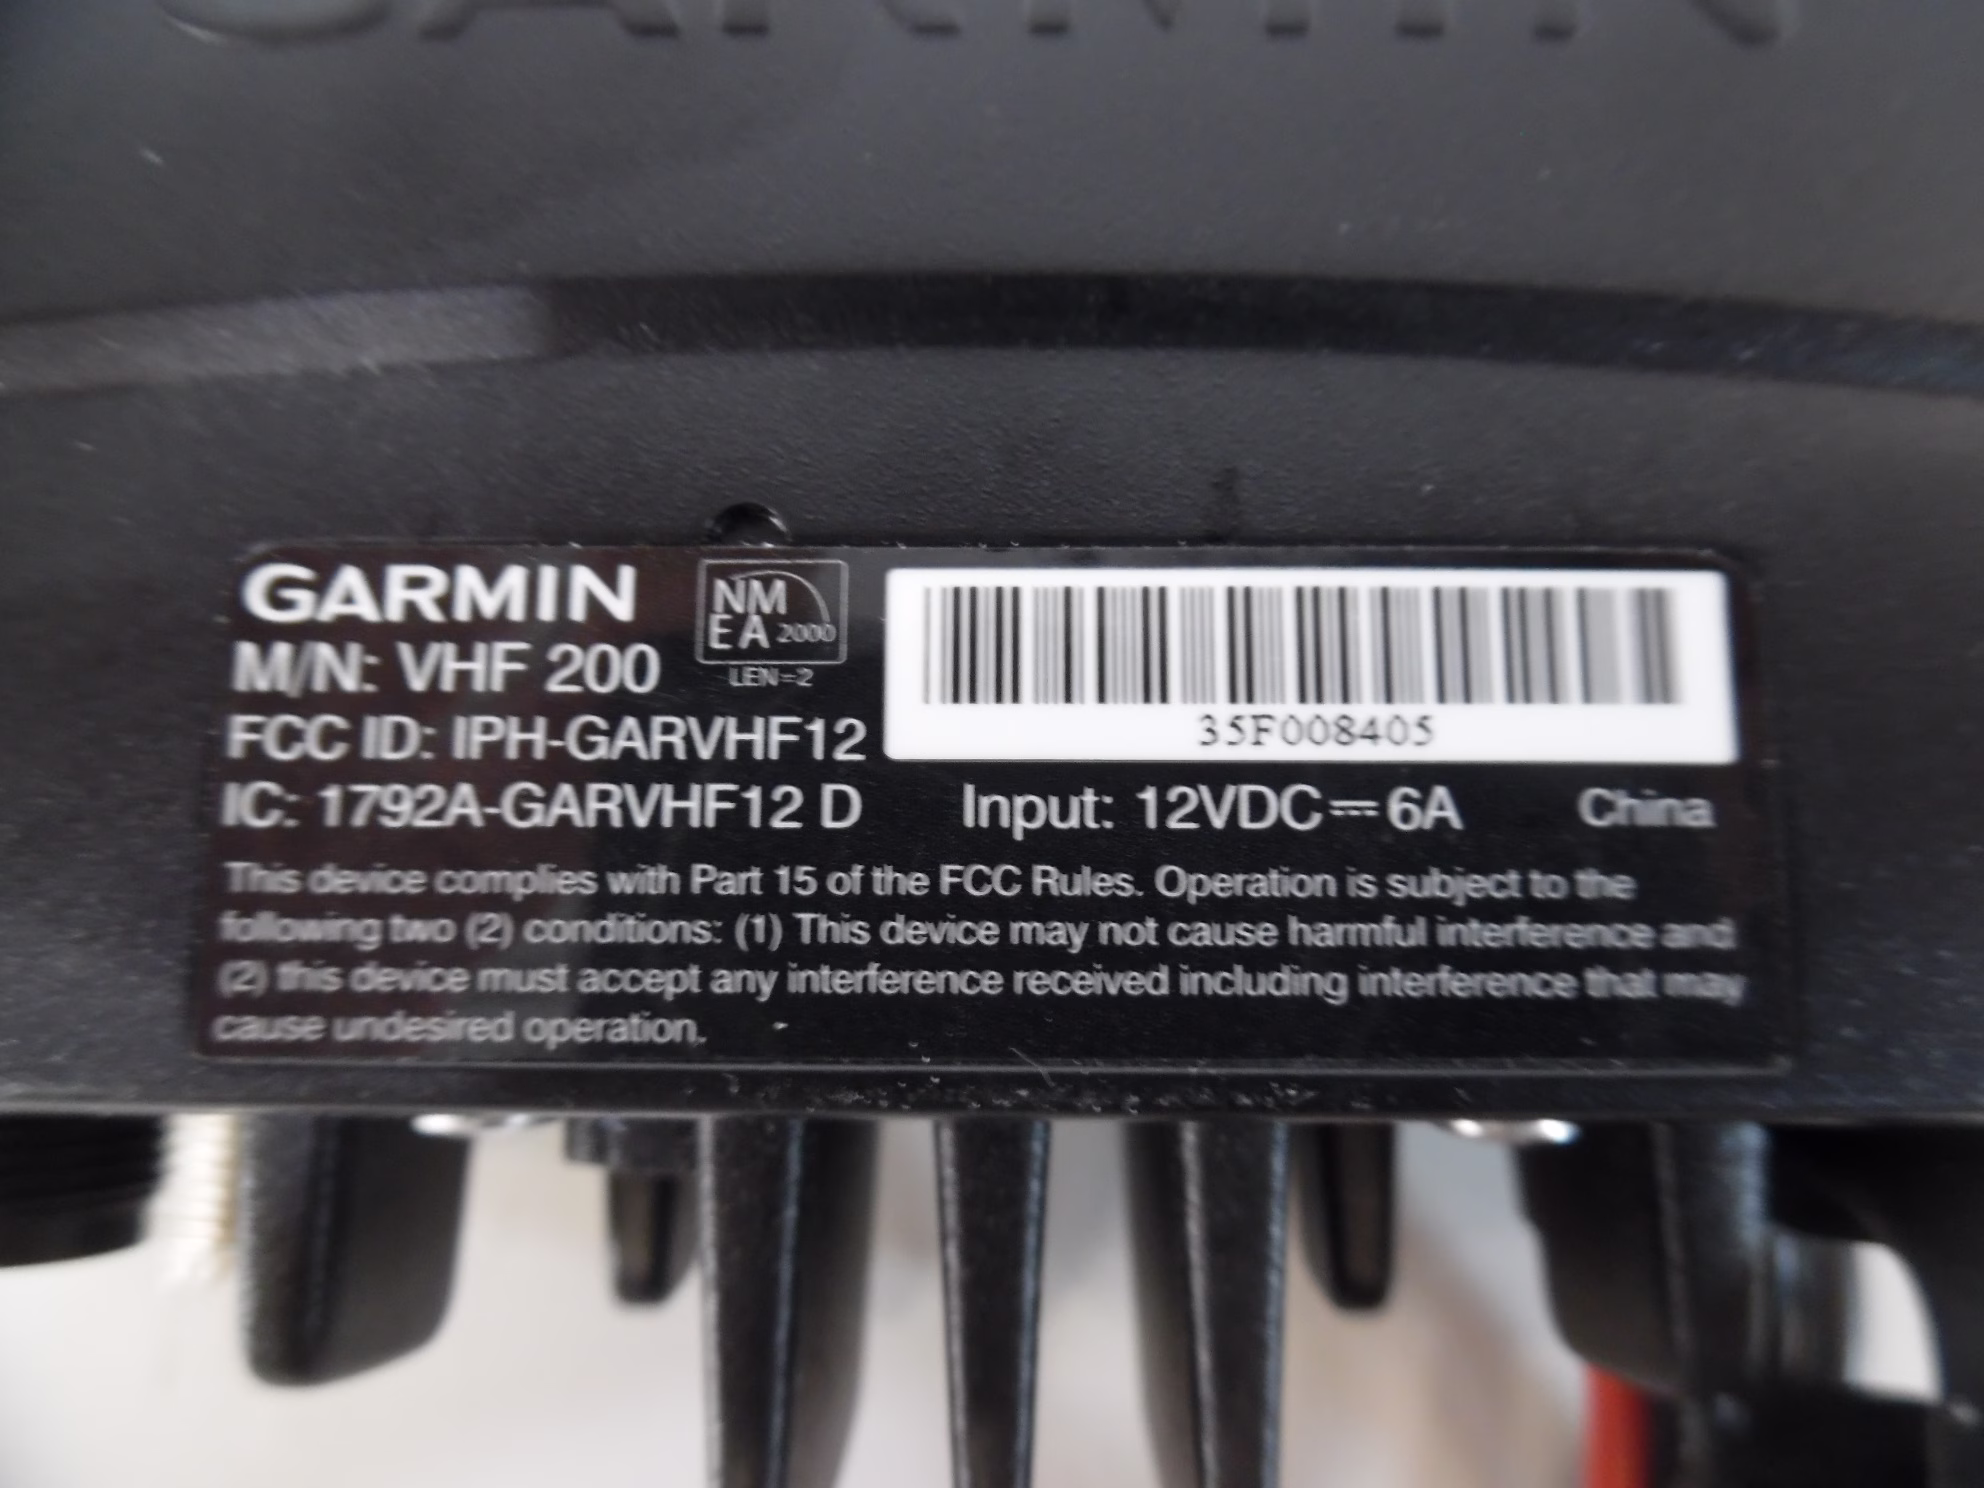 GARMIN
GARMIN
NM
EA 2000
LEN=2
M/N: VHF 200
FCC ID: IPH-GARVHF12
35F008405
IC: 1792A-GARVHF12 D
Input: 12VDC⎓6A
China
This device complies with Part 15 of the FCC Rules. Operation is subject to the
following two (2) conditions: (1) This device may not cause harmful interference and
(2) this device must accept any interference received including interference that may
cause undesired operation.